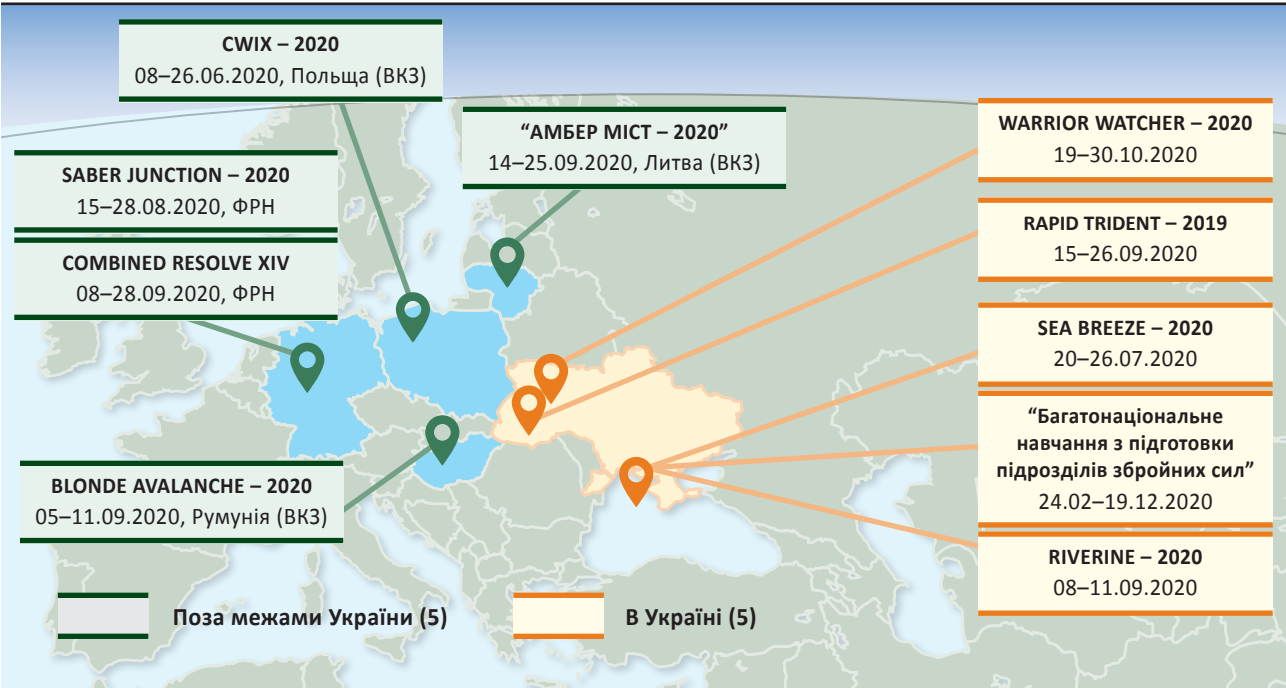 CWIX – 2020
08–26.06.2020, Польща (ВКЗ)
“АМБЕР МІСТ – 2020”
14–25.09.2020, Литва (ВКЗ)
SABER JUNCTION – 2020
15–28.08.2020, ФРН
COMBINED RESOLVE XIV
08–28.09.2020, ФРН
BLONDE AVALANCHE – 2020
05–11.09.2020, Румунія (ВКЗ)
WARRIOR WATCHER – 2020
19–30.10.2020
RAPID TRIDENT – 2019
15–26.09.2020
SEA BREEZE – 2020
20–26.07.2020
“Багатонаціональне
навчання з підготовки
підрозділів збройних сил”
24.02–19.12.2020
RIVERINE – 2020
08–11.09.2020
Поза межами України (5)
В Україні (5)